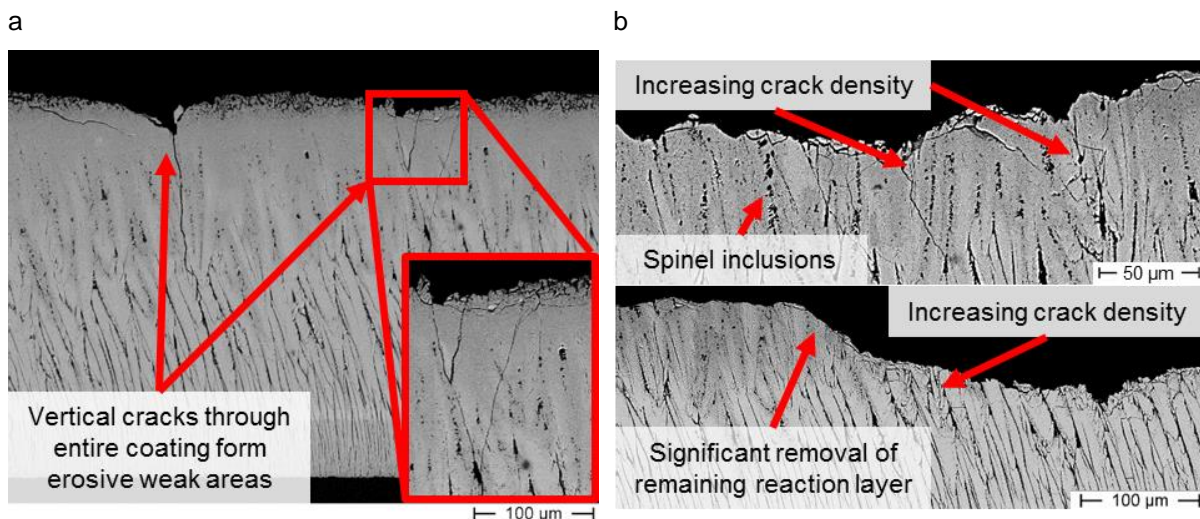 a
b
Increasing crack density
Spinel inclusions
50 µm
Vertical cracks through
entire coating form
erosive weak areas
100 µm
Increasing crack density
Significant removal of
remaining reaction layer
100 µm